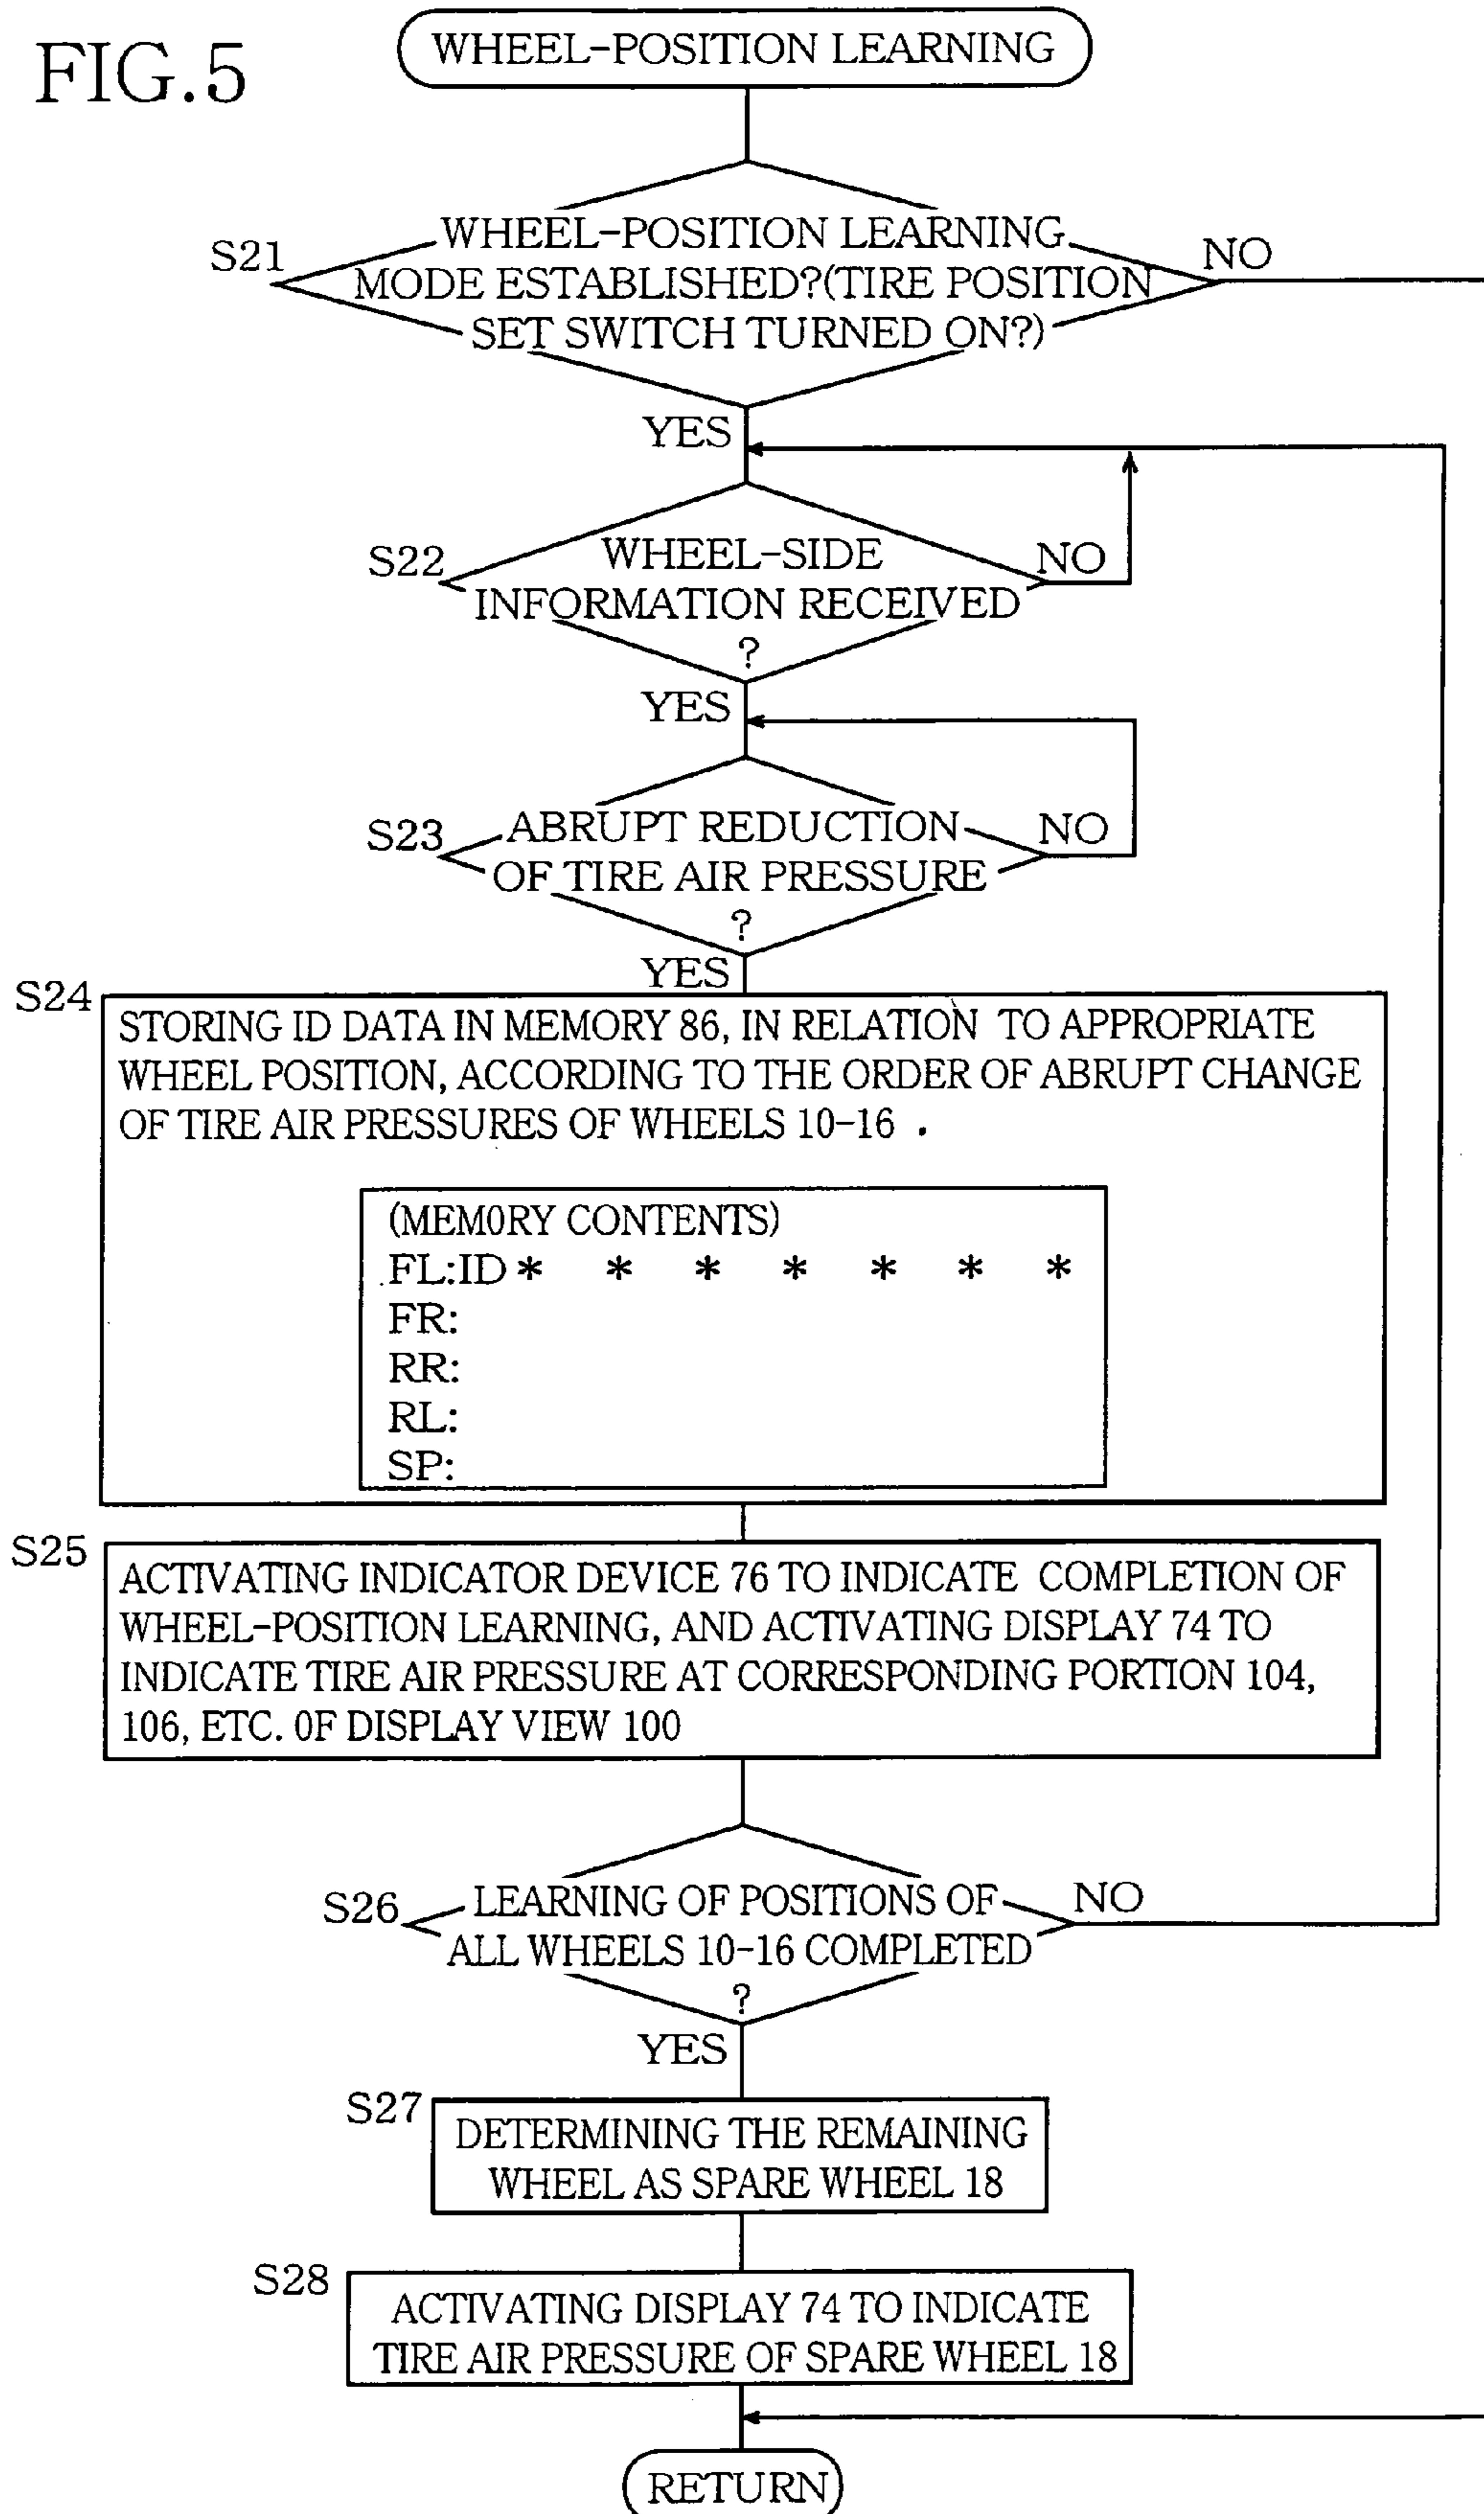 FIG.5
WHEEL-POSITION LEARNING
S21
WHEEL-POSITION LEARNING
MODE ESTABLISHED?(TIRE POSITION
SET SWITCH TURNED ON?)
NO
YES
S22
WHEEL-SIDE
INFORMATION RECEIVED
?
NO
YES
S23
ABRUPT REDUCTION
OF TIRE AIR PRESSURE
?
NO
YES
S24
STORING ID DATA IN MEMORY 86, IN RELATION TO APPROPRIATE
WHEEL POSITION, ACCORDING TO THE ORDER OF ABRUPT CHANGE
OF TIRE AIR PRESSURES OF WHEELS 10-16 .
(MEMORY CONTENTS)
FL:ID * * * * * * *
FR:
RR:
RL:
SP:
S25
ACTIVATING INDICATOR DEVICE 76 TO INDICATE COMPLETION OF
WHEEL-POSITION LEARNING, AND ACTIVATING DISPLAY 74 TO
INDICATE TIRE AIR PRESSURE AT CORRESPONDING PORTION 104,
106, ETC. OF DISPLAY VIEW 100
S26
LEARNING OF POSITIONS OF
ALL WHEELS 10-16 COMPLETED
?
NO
YES
S27
DETERMINING THE REMAINING
WHEEL AS SPARE WHEEL 18
S28
ACTIVATING DISPLAY 74 TO INDICATE
TIRE AIR PRESSURE OF SPARE WHEEL 18
RETURN